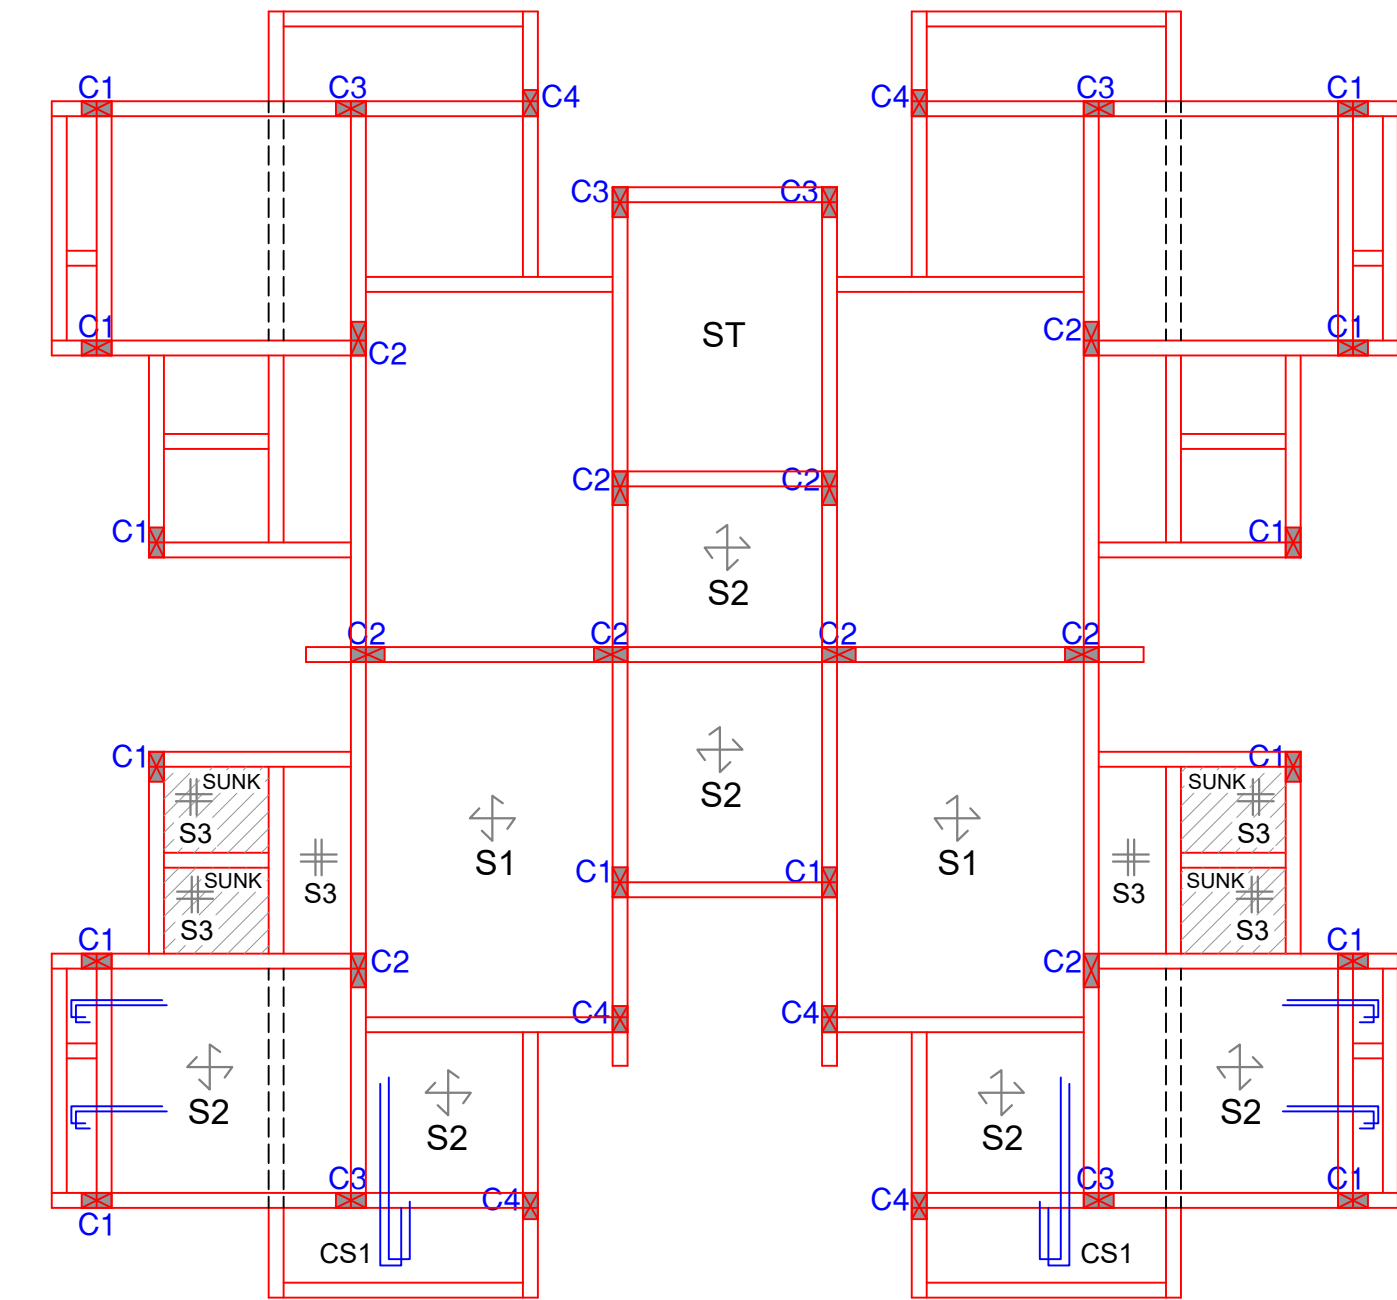 C1 C3 C3 C1
C4 C4
C3 C3
C1 ST C2 C1
C2
C2 C2
C1 C1
S2
C2 C2 C2 C2
C1 C1
SUNK SUNK
S2
S3 S3
S1 S1
C1 C1
SUNK S3 S3 SUNK
S3 S3
C1 C2 C2 C1
C4 C4
S2 S2
S2 S2
C3 C3 C1
C4 C4
C1
CS1 CS1